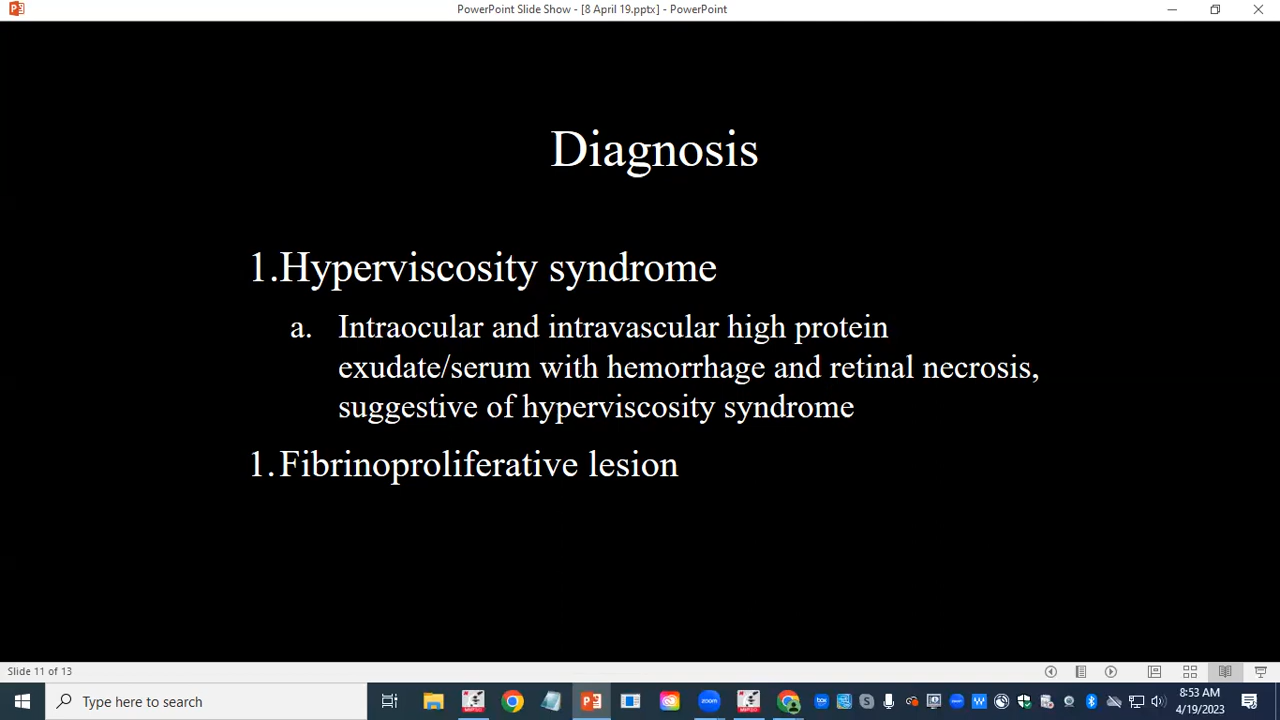 PowerPoint Slide Show - [8 April 19.pptx] - PowerPoint
Diagnosis
1.Hyperviscosity syndrome
a. Intraocular and intravascular high protein
exudate/serum with hemorrhage and retinal necrosis,
suggestive of hyperviscosity syndrome
1.Fibrinoproliferative lesion
Slide 11 of 13
Type here to search
zoom
8:53 AM
4/19/2023